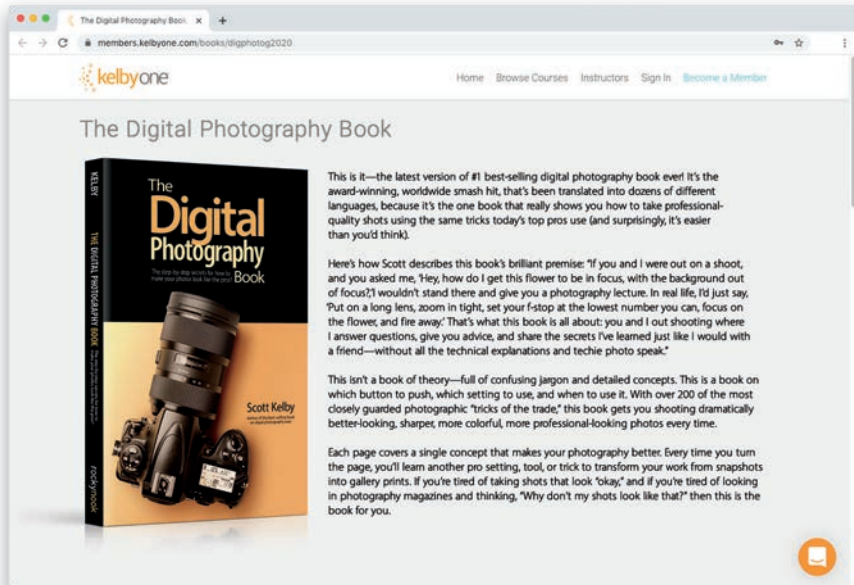 The Digital Photography Book
members.kelbyone.com/books/digphotog2020
kelbyone
Home Browse Courses Instructors Sign In Become a Member
The Digital Photography Book
KELBY
THE DIGITAL PHOTOGRAPHY BOOK
rockynook
The
Digital
Photography
The step-by-step secrets for how to
make your photos look like the pros'!
Book
Scott Kelby
This is it—the latest version of #1 best-selling digital photography book ever! It's the
award-winning, worldwide smash hit, that's been translated into dozens of different
languages, because it's the one book that really shows you how to take professional-
quality shots using the same tricks today's top pros use (and surprisingly, it's easier
than you'd think).
Here's how Scott describes this book's brilliant premise: "If you and I were out on a shoot,
and you asked me, 'Hey, how do I get this flower to be in focus, with the background out
of focus?,' I wouldn't stand there and give you a photography lecture. In real life, I'd just say,
'Put on a long lens, zoom in tight, set your f-stop at the lowest number you can, focus on
the flower, and fire away.' That's what this book is all about: you and I out shooting where
I answer questions, give you advice, and share the secrets I've learned just like I would with
a friend—without all the technical explanations and techie photo speak."
This isn't a book of theory—full of confusing jargon and detailed concepts. This is a book on
which button to push, which setting to use, and when to use it. With over 200 of the most
closely guarded photographic "tricks of the trade," this book gets you shooting dramatically
better-looking, sharper, more colorful, more professional-looking photos every time.
Each page covers a single concept that makes your photography better. Every time you turn
the page, you'll learn another pro setting, tool, or trick to transform your work from snapshots
into gallery prints. If you're tired of taking shots that look "okay," and if you're tired of looking
in photography magazines and thinking, "Why don't my shots look like that?" then this is the
book for you.